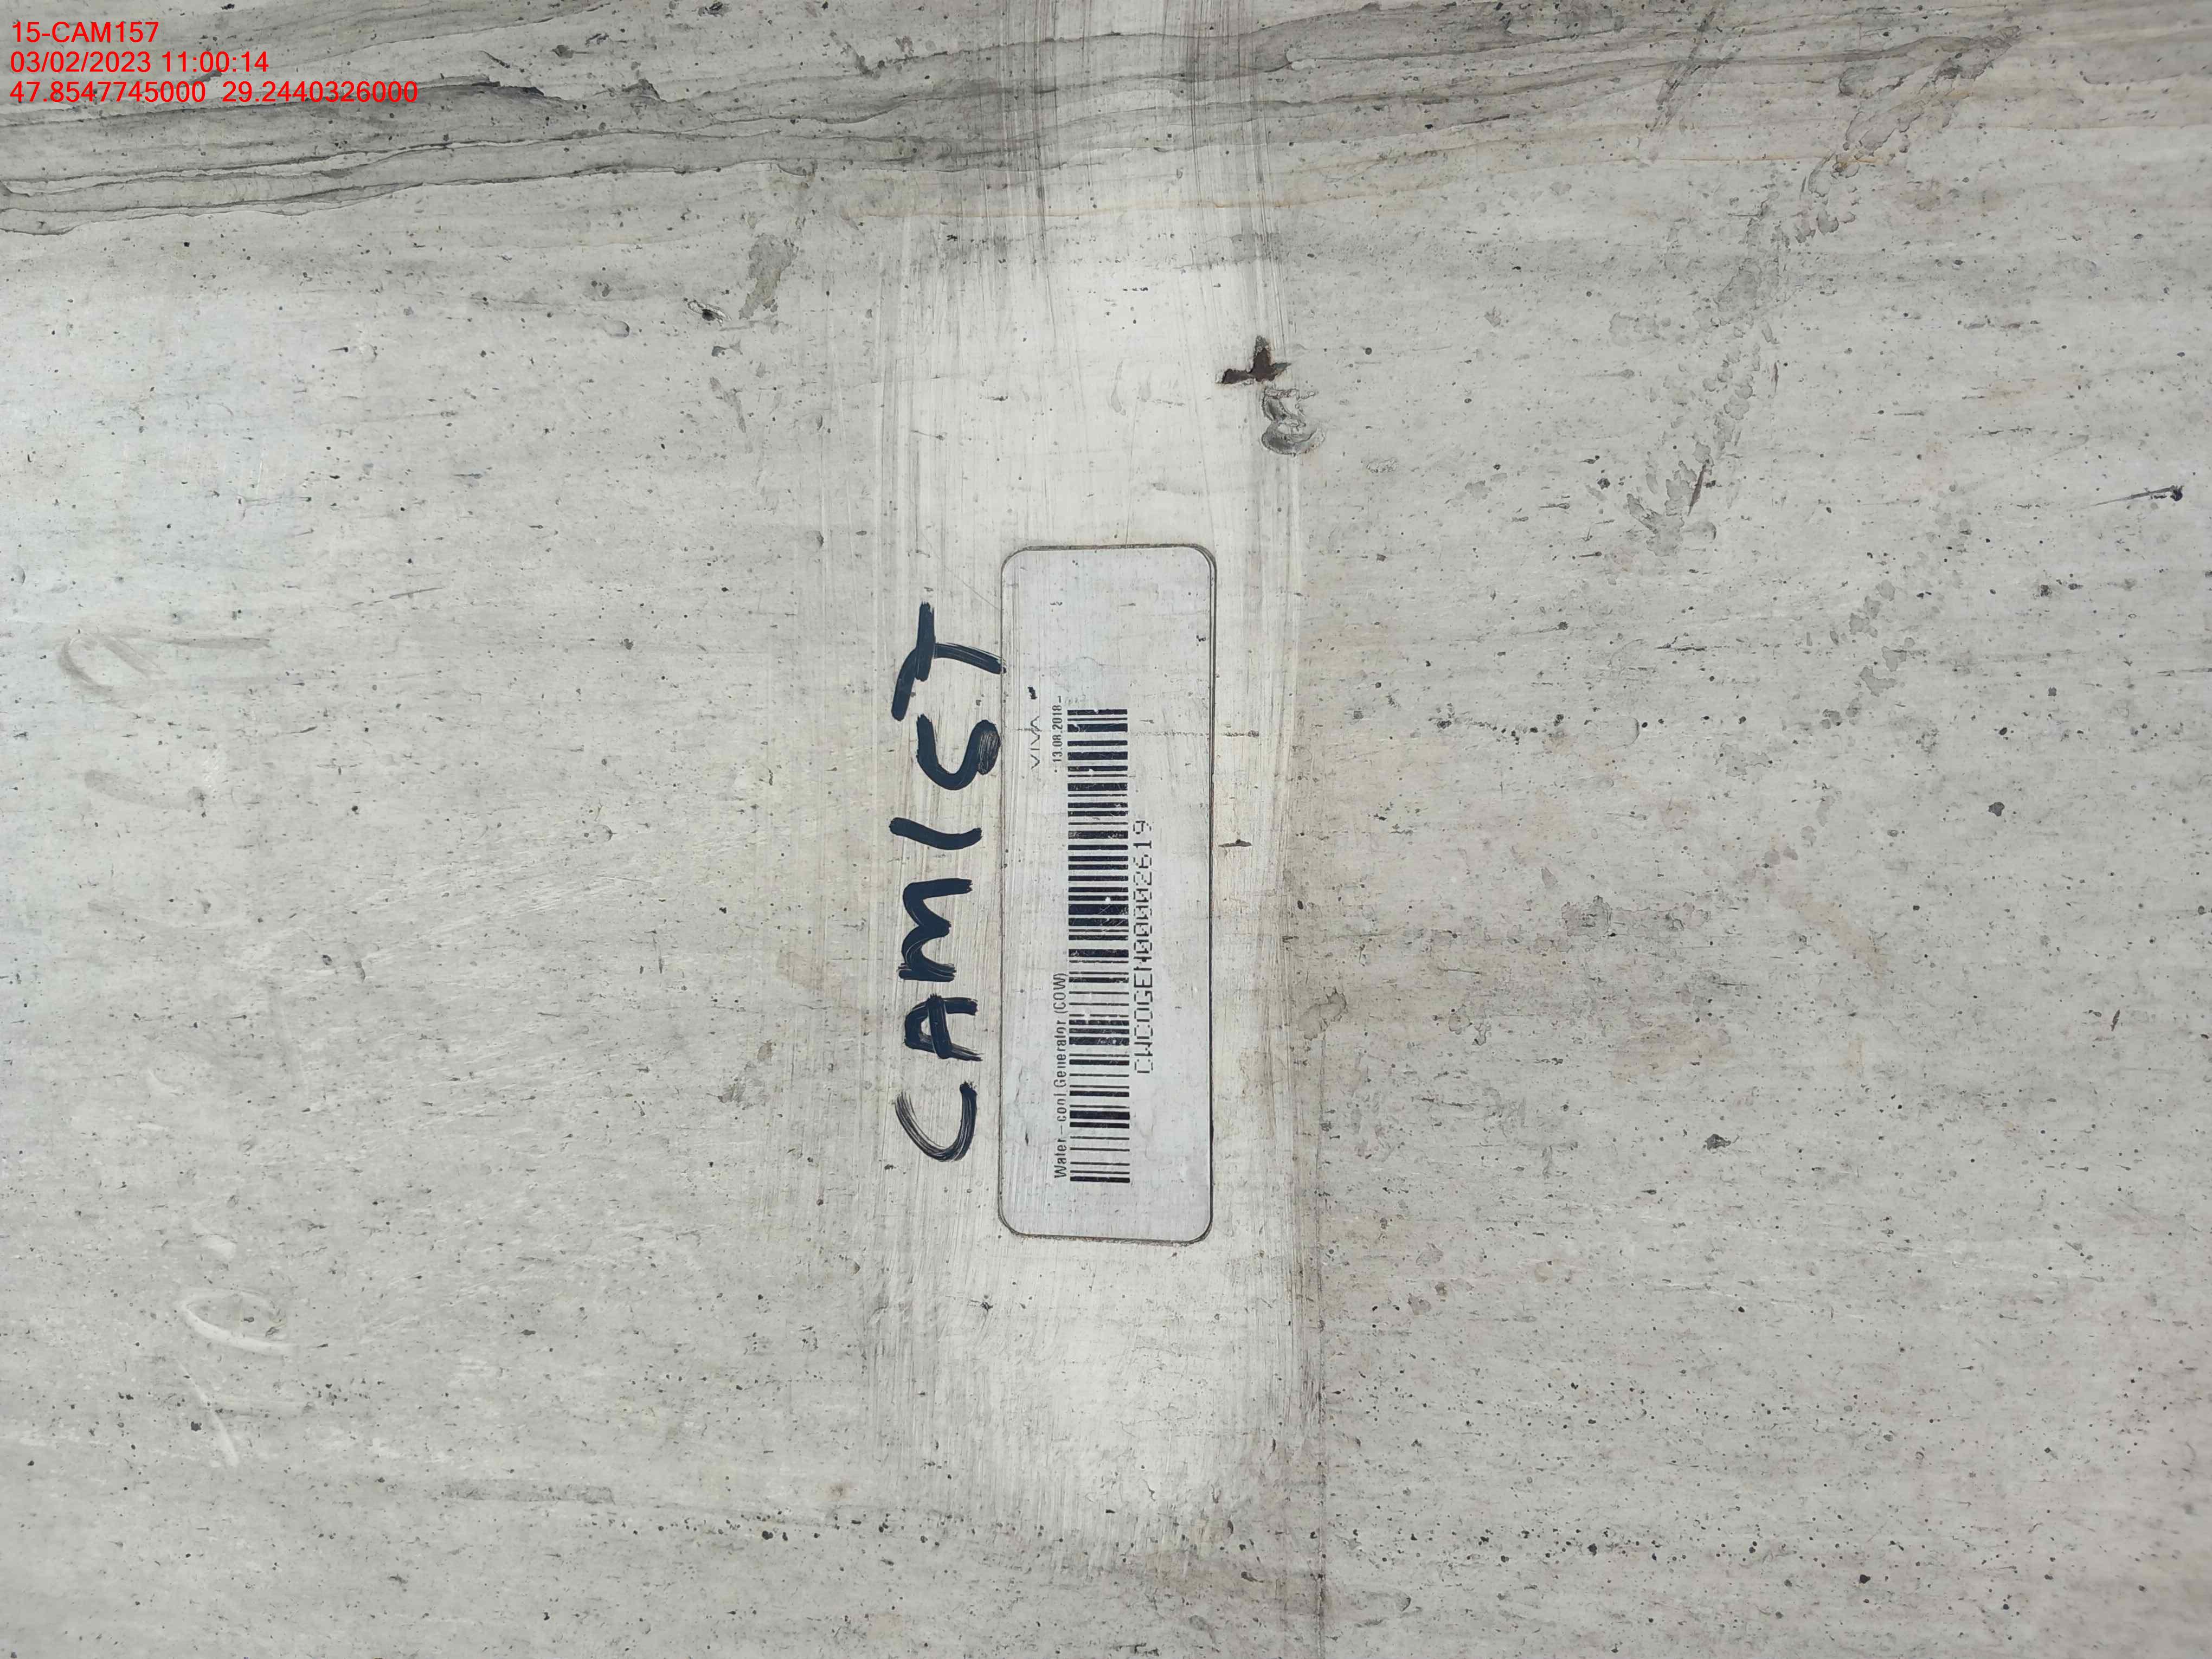 15-CAM157
03/02/2023 11:00:14
47.8547745000 29.2440326000
CAM157
VIVA
13.08.2018
Water-cool Generator (COW)
CWCOGEN00002619